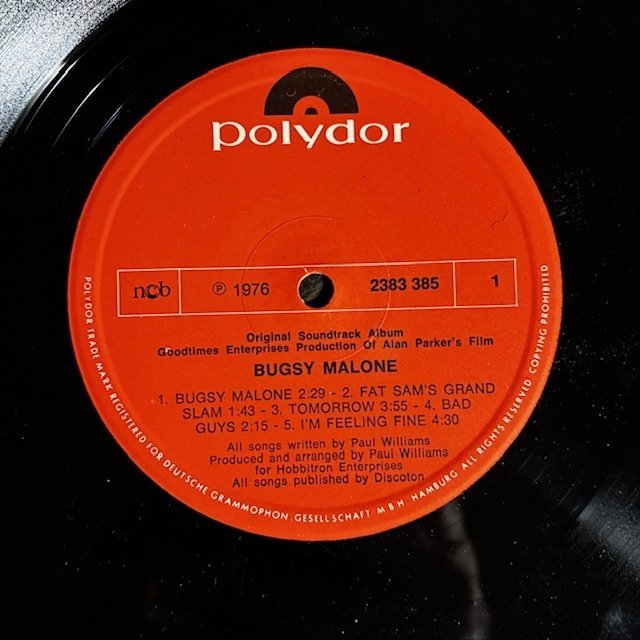 polydor
ncb
℗ 1976
2383 385
1
Original Soundtrack Album
Goodtimes Enterprises Production Of Alan Parker's Film
BUGSY MALONE
1. BUGSY MALONE 2:29 - 2. FAT SAM'S GRAND
SLAM 1:43 - 3. TOMORROW 3:55 - 4. BAD
GUYS 2:15 - 5. I'M FEELING FINE 4:30
All songs written by Paul Williams
Produced and arranged by Paul Williams
for Hobbitron Enterprises
All songs published by Discoton
POLYDOR TRADE MARK REGISTERED FOR DEUTSCHE GRAMMOPHON GESELLSCHAFT M B H, HAMBURG ALL RIGHTS RESERVED COPYING PROHIBITED